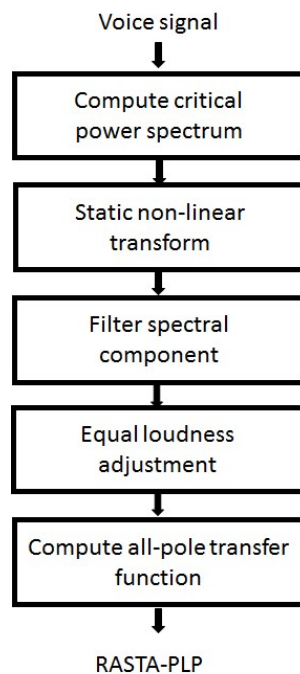 Voice signal
Compute critical
power spectrum
Static non-linear
transform
Filter spectral
component
Equal loudness
adjustment
Compute all-pole transfer
function
RASTA-PLP